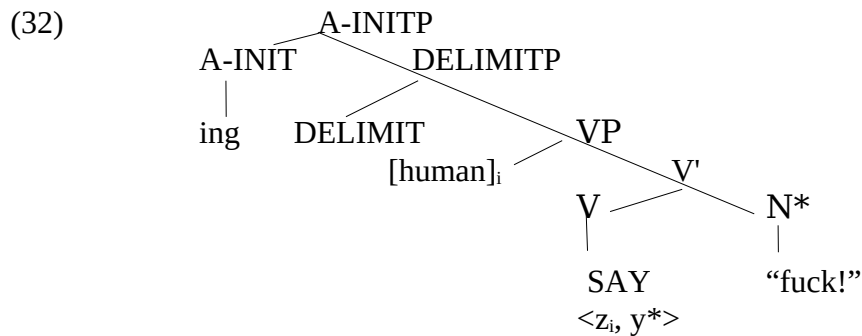 (32) A-INITP
A-INIT DELIMITP
ing DELIMIT VP
[human]ᵢ V'
V N*
SAY “fuck!”
<zᵢ, y*>